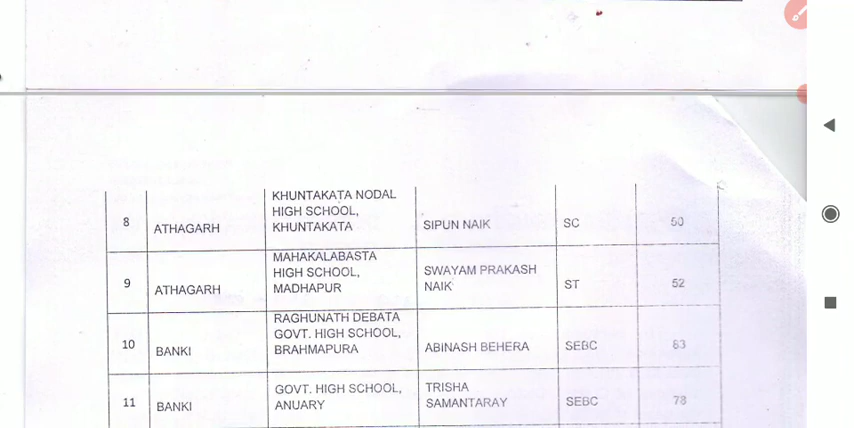 8 ATHAGARH KHUNTAKATA NODAL HIGH SCHOOL, KHUNTAKATA SIPUN NAIK SC 50
9 ATHAGARH MAHAKALABASTA HIGH SCHOOL, MADHAPUR SWAYAM PRAKASH NAIK ST 52
10 BANKI RAGHUNATH DEBATA GOVT. HIGH SCHOOL, BRAHMAPURA ABINASH BEHERA SEBC 83
11 BANKI GOVT. HIGH SCHOOL, ANUARY TRISHA SAMANTARAY SEBC 78